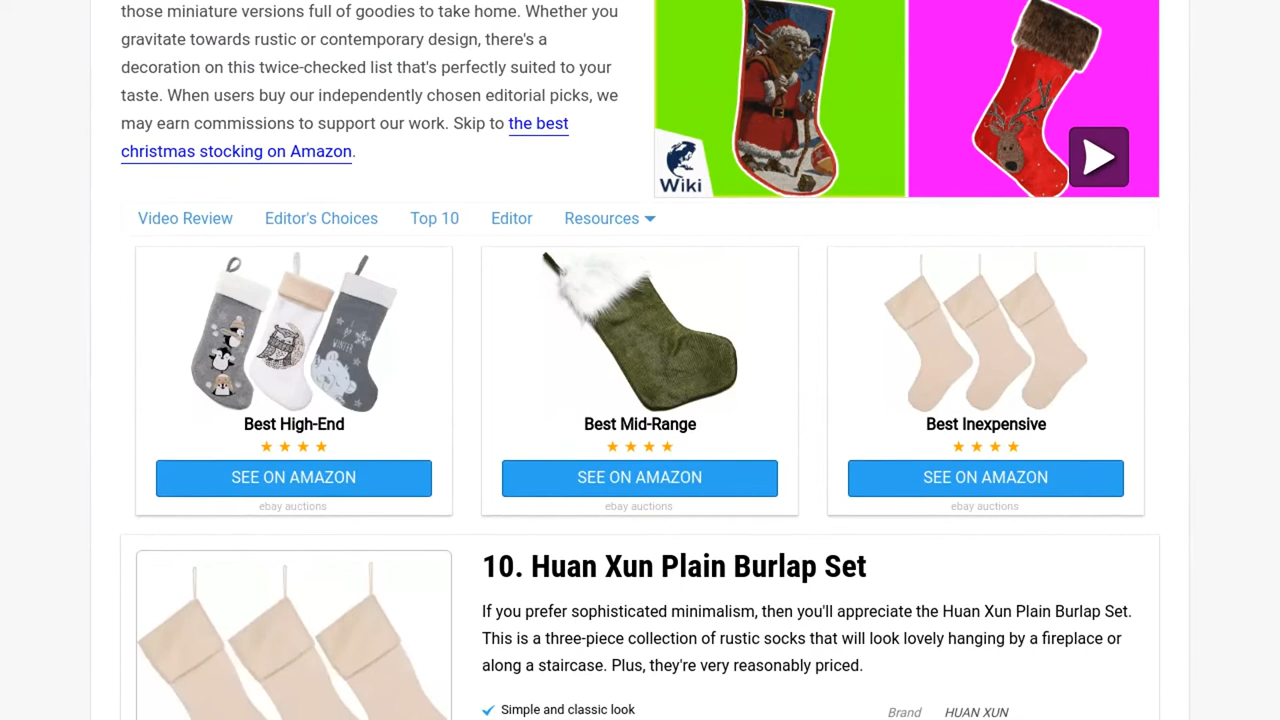 those miniature versions full of goodies to take home. Whether you
gravitate towards rustic or contemporary design, there's a
decoration on this twice-checked list that's perfectly suited to your
taste. When users buy our independently chosen editorial picks, we
may earn commissions to support our work. Skip to the best
christmas stocking on Amazon.
Wiki
Video Review Editor's Choices Top 10 Editor Resources
I
WINTER
Best High-End
★ ★ ★ ★
SEE ON AMAZON
ebay auctions
Best Mid-Range
★ ★ ★ ★
SEE ON AMAZON
ebay auctions
Best Inexpensive
★ ★ ★ ★
SEE ON AMAZON
ebay auctions
10. Huan Xun Plain Burlap Set
If you prefer sophisticated minimalism, then you'll appreciate the Huan Xun Plain Burlap Set.
This is a three-piece collection of rustic socks that will look lovely hanging by a fireplace or
along a staircase. Plus, they're very reasonably priced.
Simple and classic look
Brand HUAN XUN